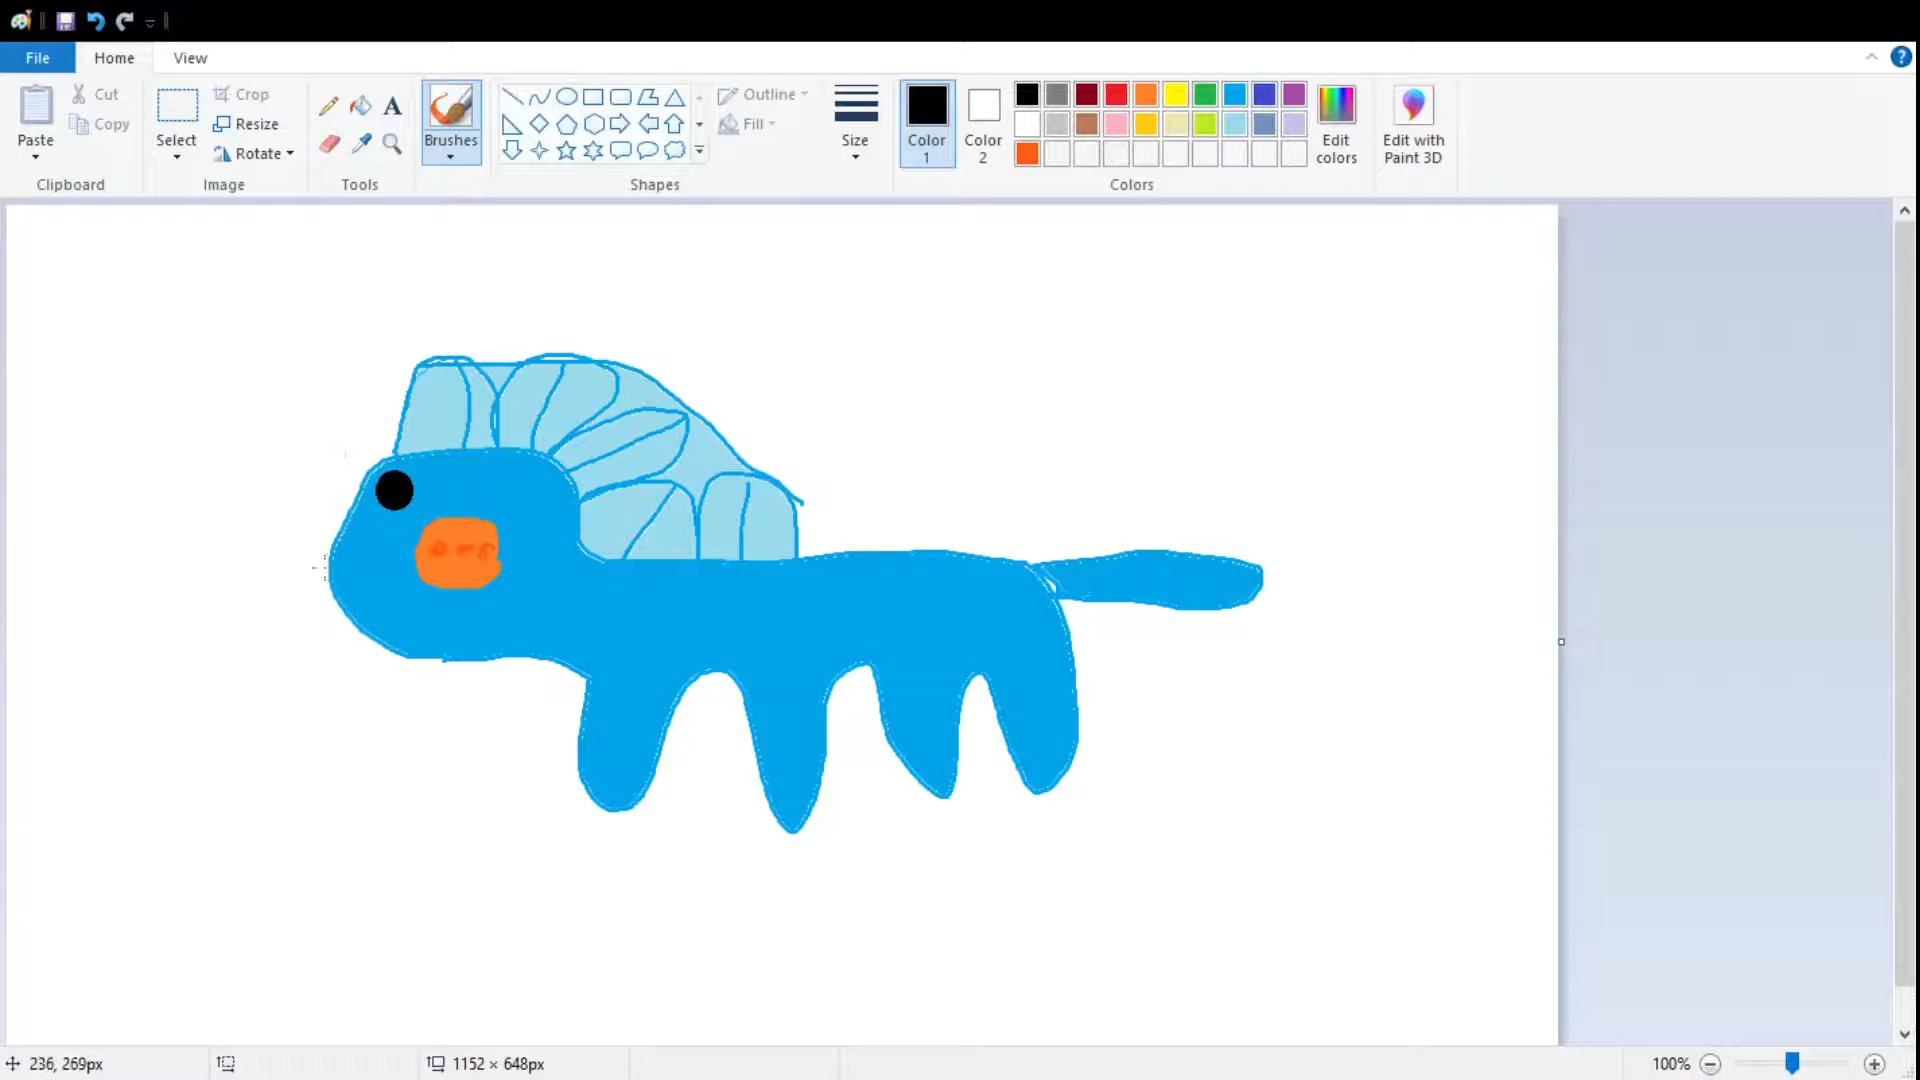 File Home View
Paste Cut Copy Select Crop Resize Rotate A Brushes Outline Fill Size Color 1 Color 2 Edit colors Edit with Paint 3D
Clipboard Image Tools Shapes Colors
236, 269px 1152 × 648px 100%